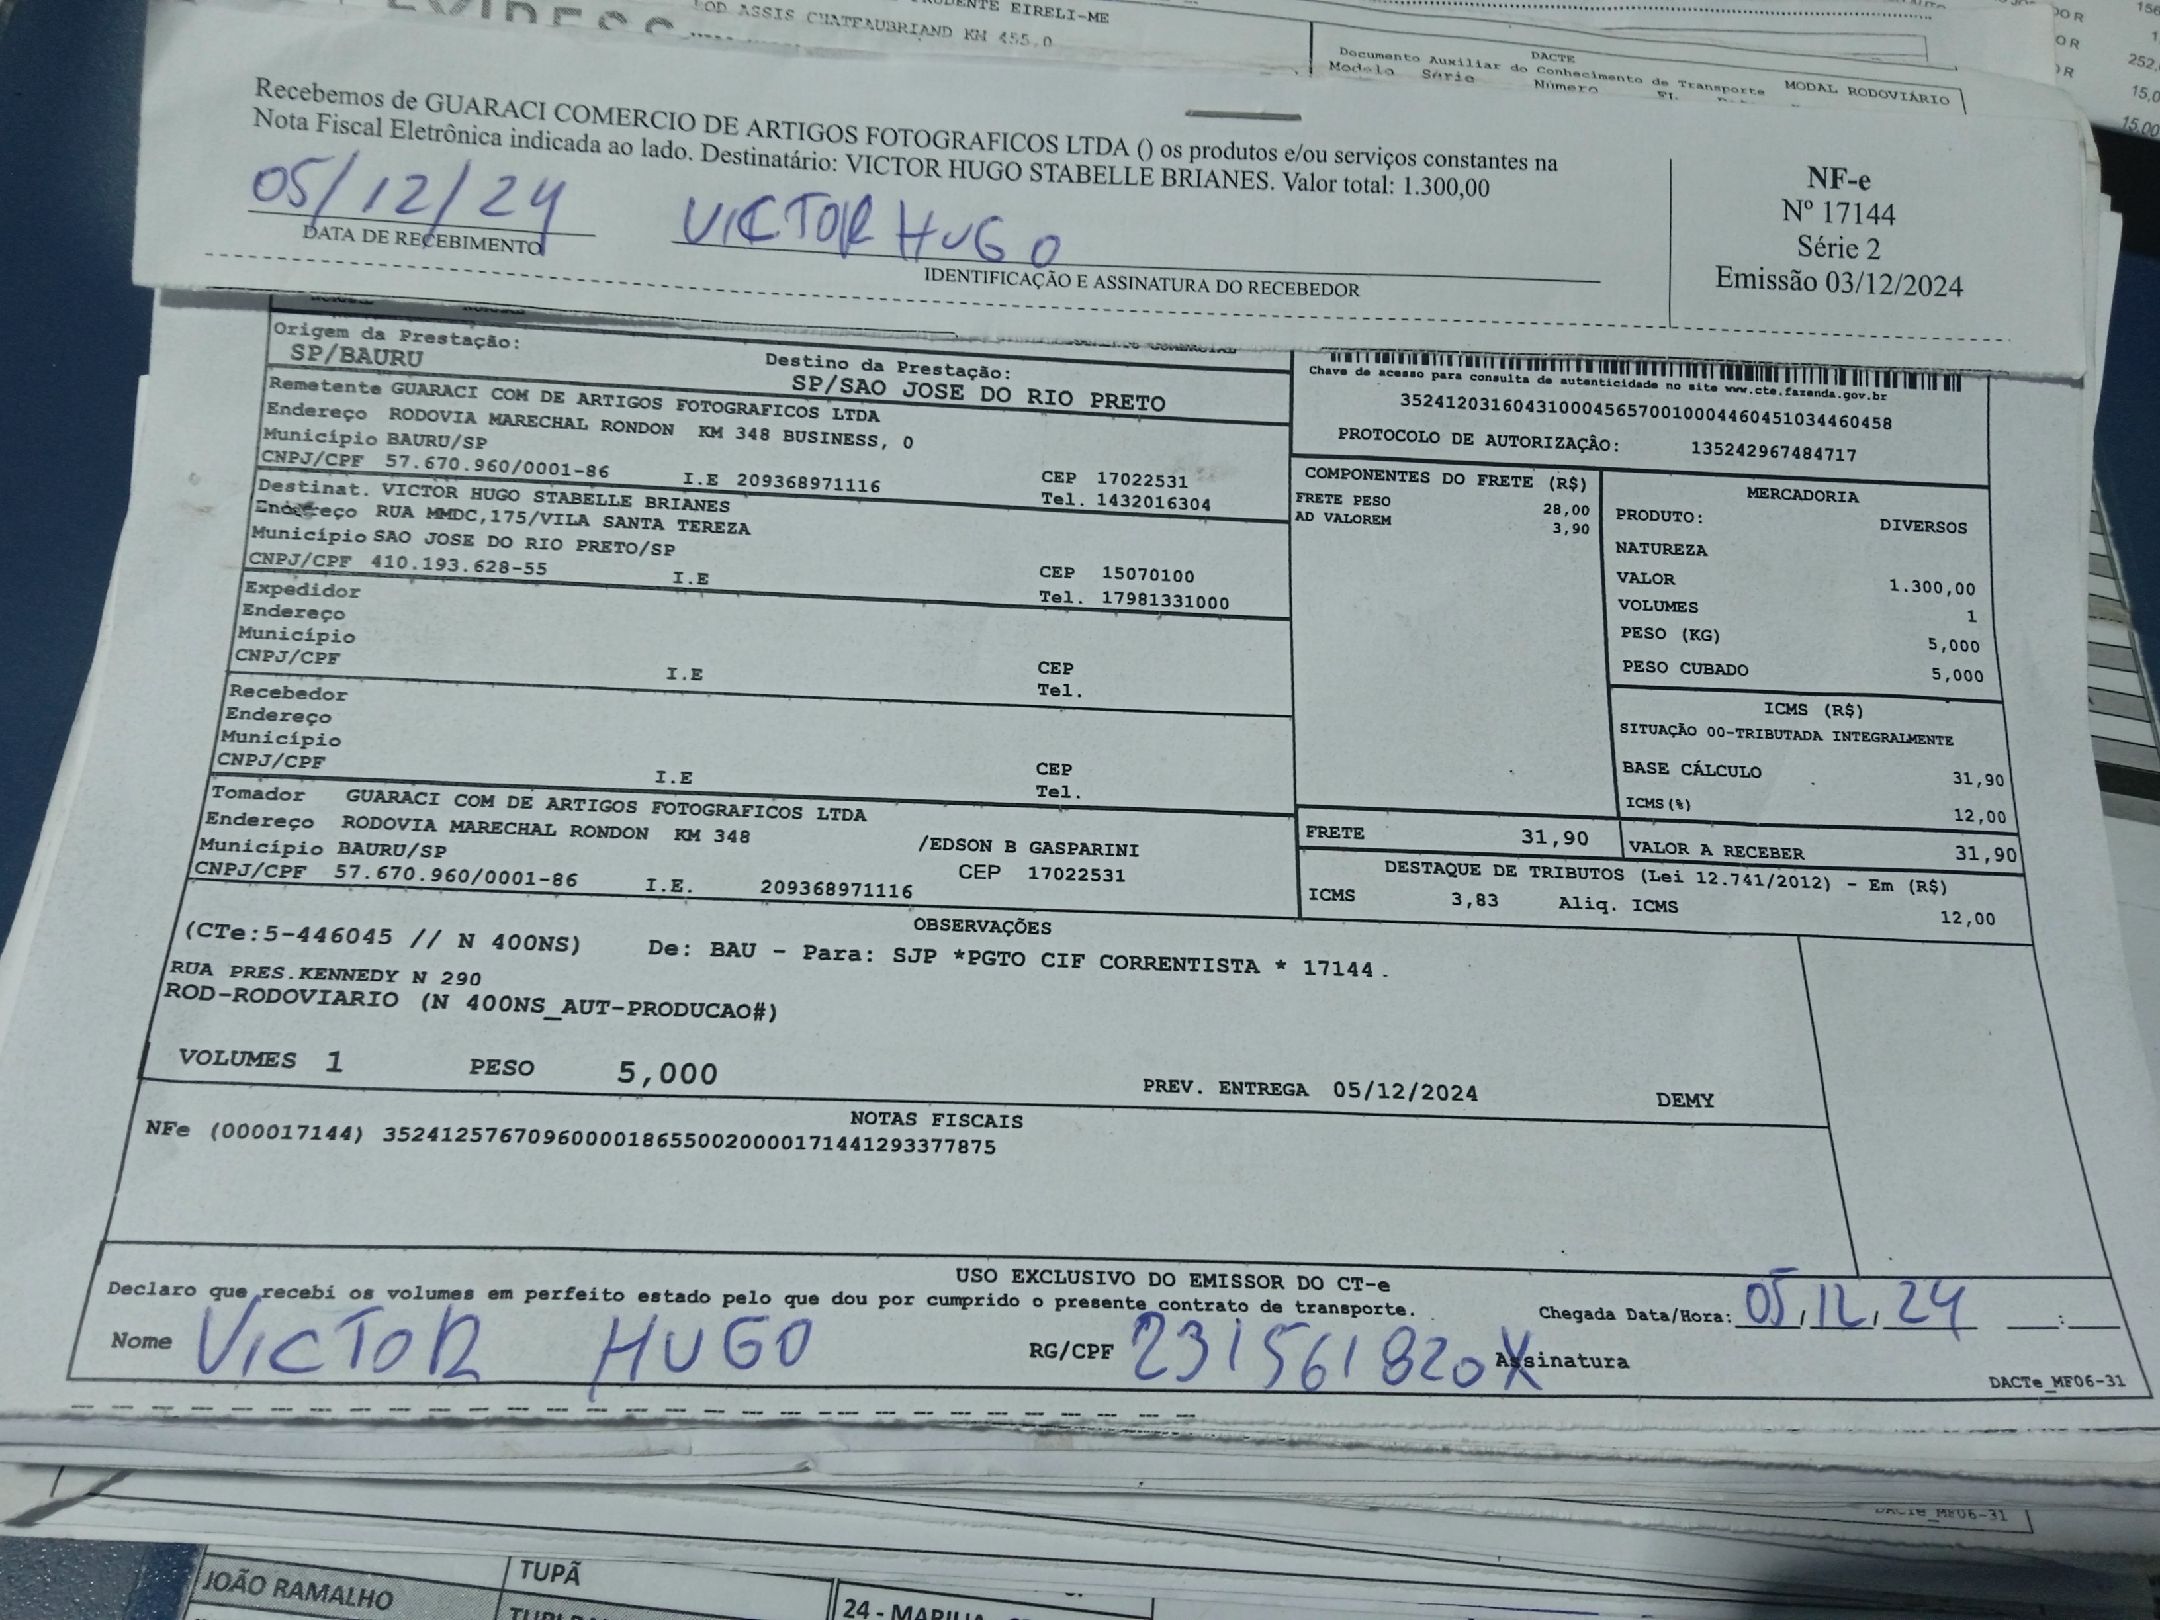 EIRELI-ME
ROD ASSIS CHATEAUBRIAND KM 455,0
DACTE
Documento Auxiliar do Conhecimento de Transporte
MODAL RODOVIÁRIO
Modelo Série Número
Recebemos de GUARACI COMERCIO DE ARTIGOS FOTOGRAFICOS LTDA () os produtos e/ou serviços constantes na
Nota Fiscal Eletrônica indicada ao lado. Destinatário: VICTOR HUGO STABELLE BRIANES. Valor total: 1.300,00
05/12/24 VICTOR HUGO
DATA DE RECEBIMENTO
IDENTIFICAÇÃO E ASSINATURA DO RECEBEDOR
NF-e
Nº 17144
Série 2
Emissão 03/12/2024
Origem da Prestação:
SP/BAURU
Destino da Prestação:
SP/SAO JOSE DO RIO PRETO
Remetente GUARACI COM DE ARTIGOS FOTOGRAFICOS LTDA
Endereço RODOVIA MARECHAL RONDON KM 348 BUSINESS, 0
Município BAURU/SP
CEP 17022531
CNPJ/CPF 57.670.960/0001-86 I.E 209368971116
Tel. 1432016304
Destinat. VICTOR HUGO STABELLE BRIANES
Endereço RUA MMDC,175/VILA SANTA TEREZA
Município SAO JOSE DO RIO PRETO/SP
CEP 15070100
CNPJ/CPF 410.193.628-55 I.E
Tel. 17981331000
Expedidor
Endereço
Município
CEP
CNPJ/CPF I.E
Tel.
Recebedor
Endereço
Município
CEP
CNPJ/CPF I.E
Tel.
Tomador GUARACI COM DE ARTIGOS FOTOGRAFICOS LTDA
Endereço RODOVIA MARECHAL RONDON KM 348 /EDSON B GASPARINI
Município BAURU/SP CEP 17022531
CNPJ/CPF 57.670.960/0001-86 I.E. 209368971116
Chave de acesso para consulta de autenticidade no site www.cte.fazenda.gov.br
35241203160431000456570010004460451034460458
PROTOCOLO DE AUTORIZAÇÃO: 135242967484717
COMPONENTES DO FRETE (R$)
FRETE PESO 28,00
AD VALOREM 3,90
MERCADORIA
PRODUTO: DIVERSOS
NATUREZA
VALOR 1.300,00
VOLUMES 1
PESO (KG) 5,000
PESO CUBADO 5,000
ICMS (R$)
SITUAÇÃO 00-TRIBUTADA INTEGRALMENTE
BASE CÁLCULO 31,90
ICMS(%) 12,00
FRETE 31,90
VALOR A RECEBER 31,90
DESTAQUE DE TRIBUTOS (Lei 12.741/2012) - Em (R$)
ICMS 3,83 Aliq. ICMS 12,00
OBSERVAÇÕES
(CTe:5-446045 // N 400NS) De: BAU - Para: SJP *PGTO CIF CORRENTISTA * 17144.
RUA PRES.KENNEDY N 290
ROD-RODOVIARIO (N 400NS_AUT-PRODUCAO#)
VOLUMES 1 PESO 5,000 PREV. ENTREGA 05/12/2024 DEMY
NOTAS FISCAIS
NFe (000017144) 35241257670960000186550020000171441293377875
USO EXCLUSIVO DO EMISSOR DO CT-e
Declaro que recebi os volumes em perfeito estado pelo que dou por cumprido o presente contrato de transporte.
Chegada Data/Hora: 05,12,24 :
Nome VICTOR HUGO RG/CPF 231561820X Assinatura
DACTe_MF06-31
DACTe_MF06-31
JOÃO RAMALHO
TUPÃ